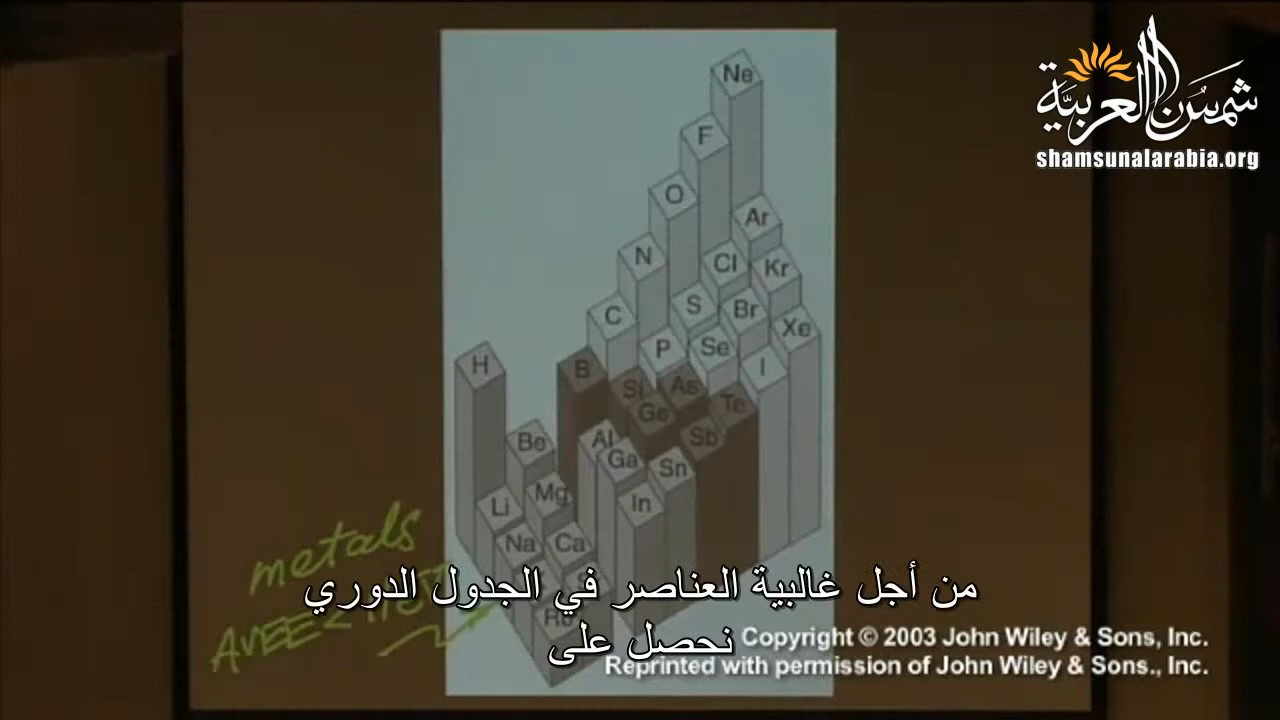 شمس العربية
shamsunalarabia.org
Ne
F
O
Ar
N
Cl
Kr
C
S
Br
Xe
P
Se
H
I
B
Si
As
Ge
Te
Be
Al
Sb
Ga
Sn
Mg
In
Li
Na
Ca
metals
AVEE <
من أجل غالبية العناصر في الجدول الدوري
نحصل على
Copyright © 2003 John Wiley & Sons, Inc.
Reprinted with permission of John Wiley & Sons., Inc.